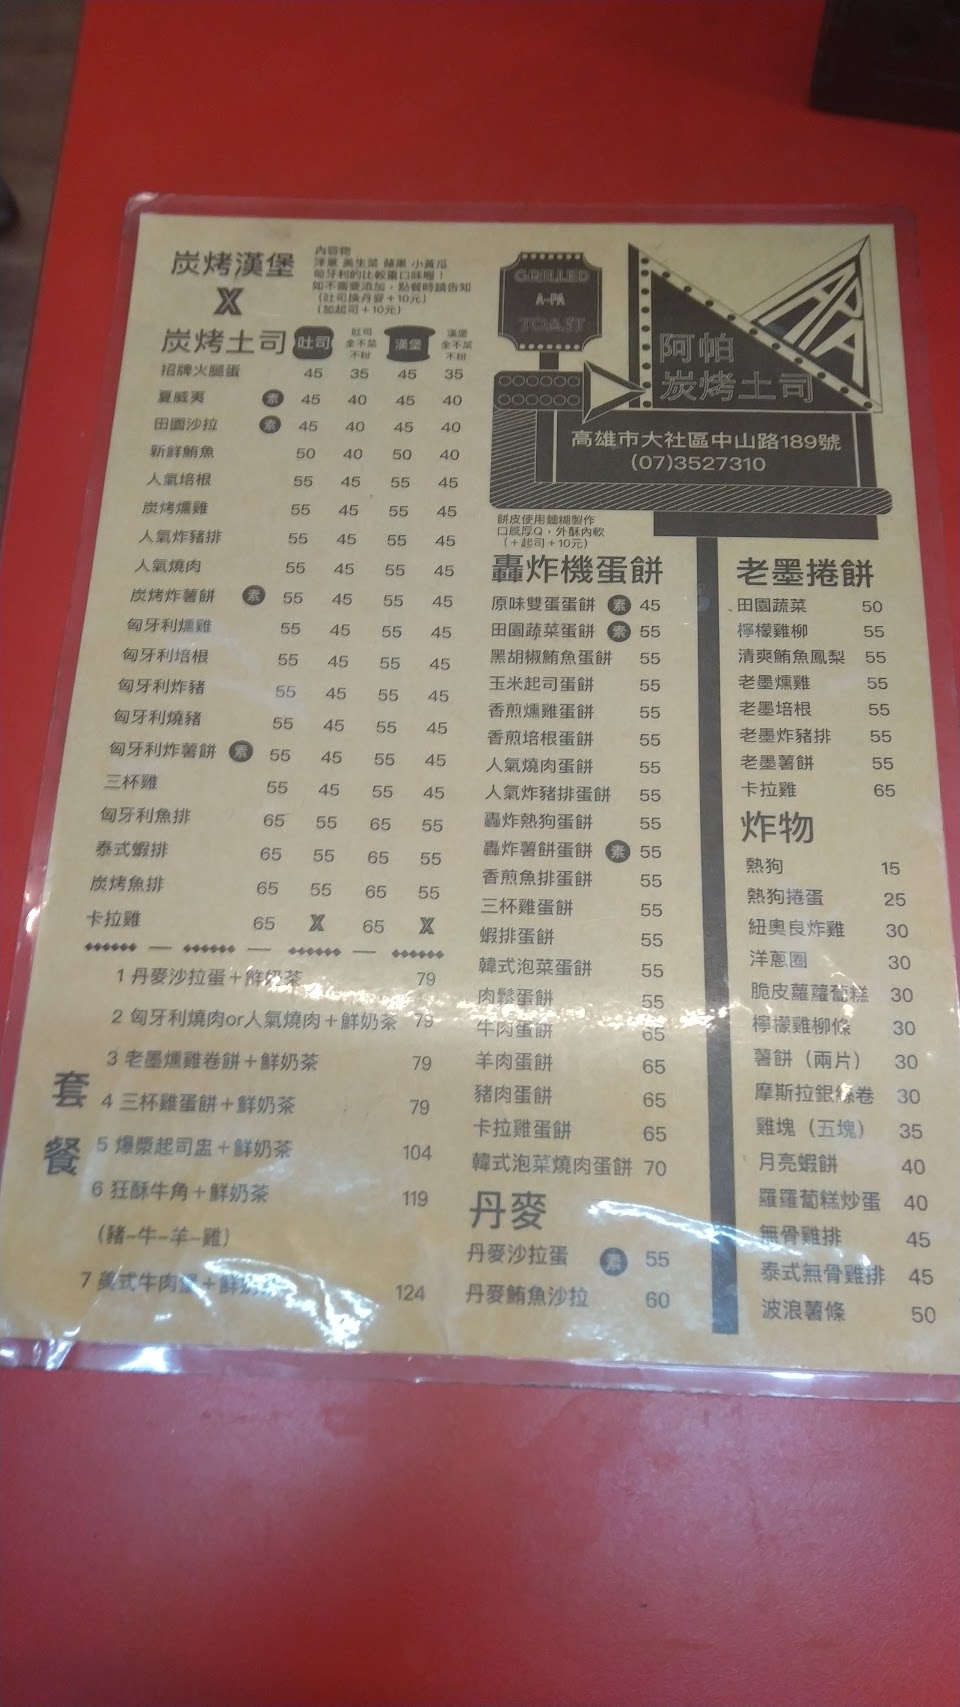 炭烤漢堡
X
炭烤土司
內容物
洋蔥 美生菜 蘋果 小黃瓜
匈牙利的比較重口味喔！
如不需要添加，點餐時請告知
（吐司換丹麥＋10元）
（加起司＋10元）
吐司 吐司全不菜不粉 漢堡 漢堡全不菜不粉
招牌火腿蛋 45 35 45 35
夏威夷 素 45 40 45 40
田園沙拉 素 45 40 45 40
新鮮鮪魚 50 40 50 40
人氣培根 55 45 55 45
炭烤燻雞 55 45 55 45
人氣炸豬排 55 45 55 45
人氣燒肉 55 45 55 45
炭烤炸薯餅 素 55 45 55 45
匈牙利燻雞 55 45 55 45
匈牙利培根 55 45 55 45
匈牙利炸豬 55 45 55 45
匈牙利燒豬 55 45 55 45
匈牙利炸薯餅 素 55 45 55 45
三杯雞 55 45 55 45
匈牙利魚排 65 55 65 55
泰式蝦排 65 55 65 55
炭烤魚排 65 55 65 55
卡拉雞 65 X 65 X
套餐
1 丹麥沙拉蛋＋鮮奶茶 79
2 匈牙利燒肉or人氣燒肉＋鮮奶茶 79
3 老墨燻雞卷餅＋鮮奶茶 79
4 三杯雞蛋餅＋鮮奶茶 79
5 爆漿起司盅＋鮮奶茶 104
6 狂酥牛角＋鮮奶茶 119
（豬–牛–羊–雞）
7 美式牛肉堡＋鮮奶茶 124
GRILLED
A-PA
TOAST
APA
阿帕
炭烤土司
高雄市大社區中山路189號
(07)3527310
餅皮使用麵糊製作
口感厚Q，外酥內軟
（＋起司＋10元）
轟炸機蛋餅
原味雙蛋蛋餅 素 45
田園蔬菜蛋餅 素 55
黑胡椒鮪魚蛋餅 55
玉米起司蛋餅 55
香煎燻雞蛋餅 55
香煎培根蛋餅 55
人氣燒肉蛋餅 55
人氣炸豬排蛋餅 55
轟炸熱狗蛋餅 55
轟炸薯餅蛋餅 素 55
香煎魚排蛋餅 55
三杯雞蛋餅 55
蝦排蛋餅 55
韓式泡菜蛋餅 55
肉鬆蛋餅 55
牛肉蛋餅 65
羊肉蛋餅 65
豬肉蛋餅 65
卡拉雞蛋餅 65
韓式泡菜燒肉蛋餅 70
丹麥
丹麥沙拉蛋 素 55
丹麥鮪魚沙拉 60
老墨捲餅
田園蔬菜 50
檸檬雞柳 55
清爽鮪魚鳳梨 55
老墨燻雞 55
老墨培根 55
老墨炸豬排 55
老墨薯餅 55
卡拉雞 65
炸物
熱狗 15
熱狗捲蛋 25
紐奧良炸雞 30
洋蔥圈 30
脆皮蘿蘿蔔糕 30
檸檬雞柳條 30
薯餅（兩片） 30
摩斯拉銀絲卷 30
雞塊（五塊） 35
月亮蝦餅 40
羅羅蔔糕炒蛋 40
無骨雞排 45
泰式無骨雞排 45
波浪薯條 50